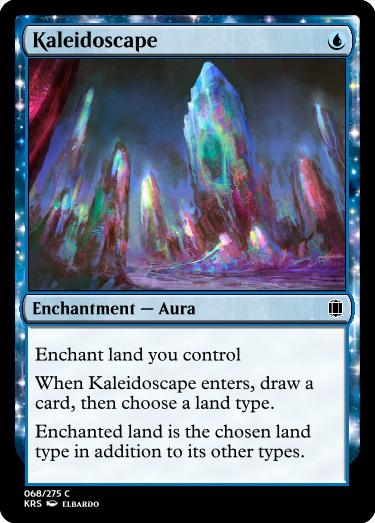 Kaleidoscape
Enchantment — Aura
Enchant land you control
When Kaleidoscape enters, draw a
card, then choose a land type.
Enchanted land is the chosen land
type in addition to its other types.
068/275 C
KRS ELBARDO